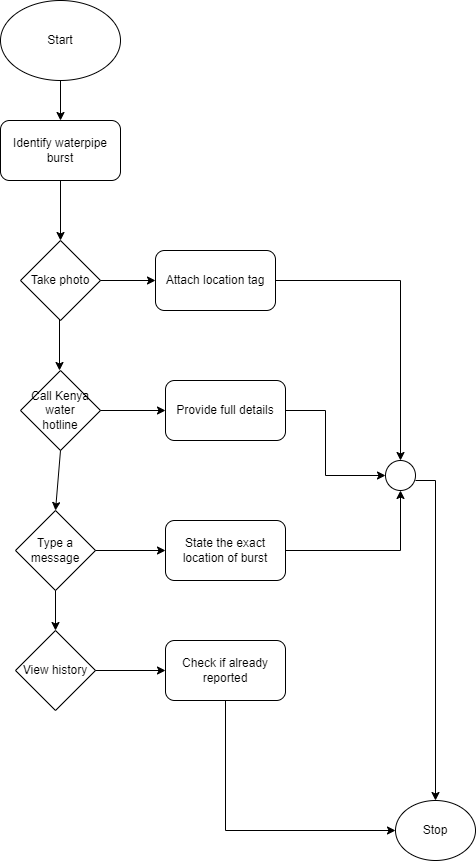 Start
Identify waterpipe
burst
Take photo
Attach location tag
Call Kenya
water
hotline
Provide full details
Type a
message
State the exact
location of burst
View history
Check if already
reported
Stop